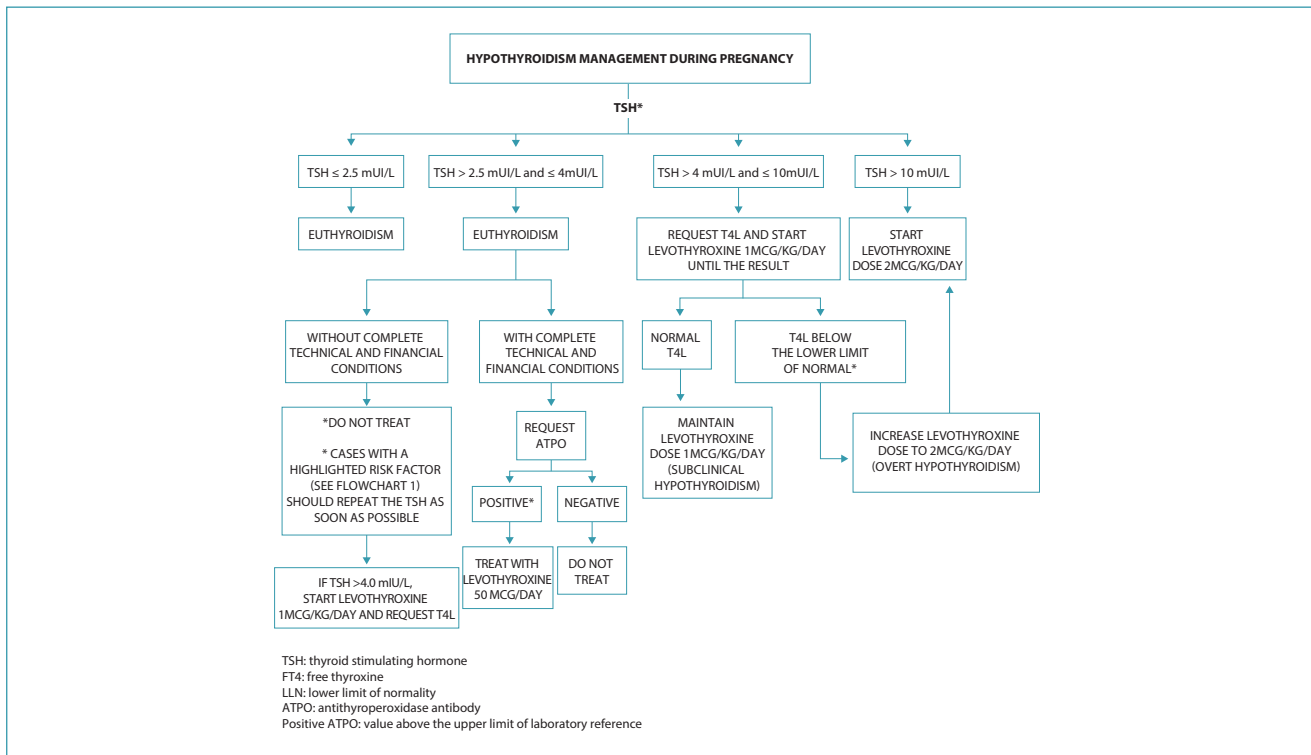 HYPOTHYROIDISM MANAGEMENT DURING PREGNANCY
TSH*
TSH ≤ 2.5 mUI/L
TSH > 2.5 mUI/L and ≤ 4mUI/L
TSH > 4 mUI/L and ≤ 10mUI/L
TSH > 10 mUI/L
EUTHYROIDISM
EUTHYROIDISM
REQUEST T4L AND START
LEVOTHYROXINE 1MCG/KG/DAY
UNTIL THE RESULT
START
LEVOTHYROXINE
DOSE 2MCG/KG/DAY
WITHOUT COMPLETE
TECHNICAL AND FINANCIAL
CONDITIONS
WITH COMPLETE
TECHNICAL AND
FINANCIAL CONDITIONS
NORMAL
T4L
T4L BELOW
THE LOWER LIMIT
OF NORMAL*
*DO NOT TREAT
* CASES WITH A
HIGHLIGHTED RISK FACTOR
(SEE FLOWCHART 1)
SHOULD REPEAT THE TSH AS
SOON AS POSSIBLE
REQUEST
ATPO
MAINTAIN
LEVOTHYROXINE
DOSE 1MCG/KG/DAY
(SUBCLINICAL
HYPOTHYROIDISM)
INCREASE LEVOTHYROXINE
DOSE TO 2MCG/KG/DAY
(OVERT HYPOTHYROIDISM)
POSITIVE*
NEGATIVE
IF TSH >4.0 mIU/L,
START LEVOTHYROXINE
1MCG/KG/DAY AND REQUEST T4L
TREAT WITH
LEVOTHYROXINE
50 MCG/DAY
DO NOT
TREAT
TSH: thyroid stimulating hormone
FT4: free thyroxine
LLN: lower limit of normality
ATPO: antithyroperoxidase antibody
Positive ATPO: value above the upper limit of laboratory reference